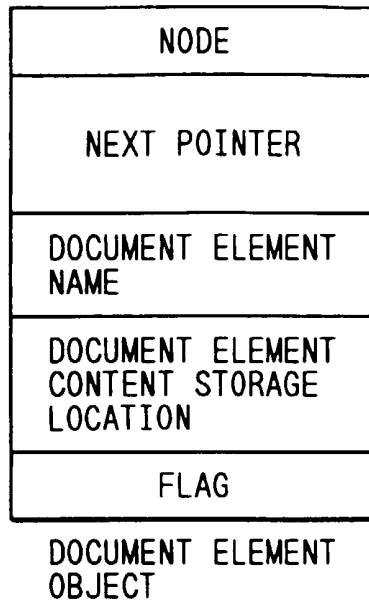 NODE
NEXT POINTER
DOCUMENT ELEMENT
NAME
DOCUMENT ELEMENT
CONTENT STORAGE
LOCATION
FLAG
DOCUMENT ELEMENT
OBJECT